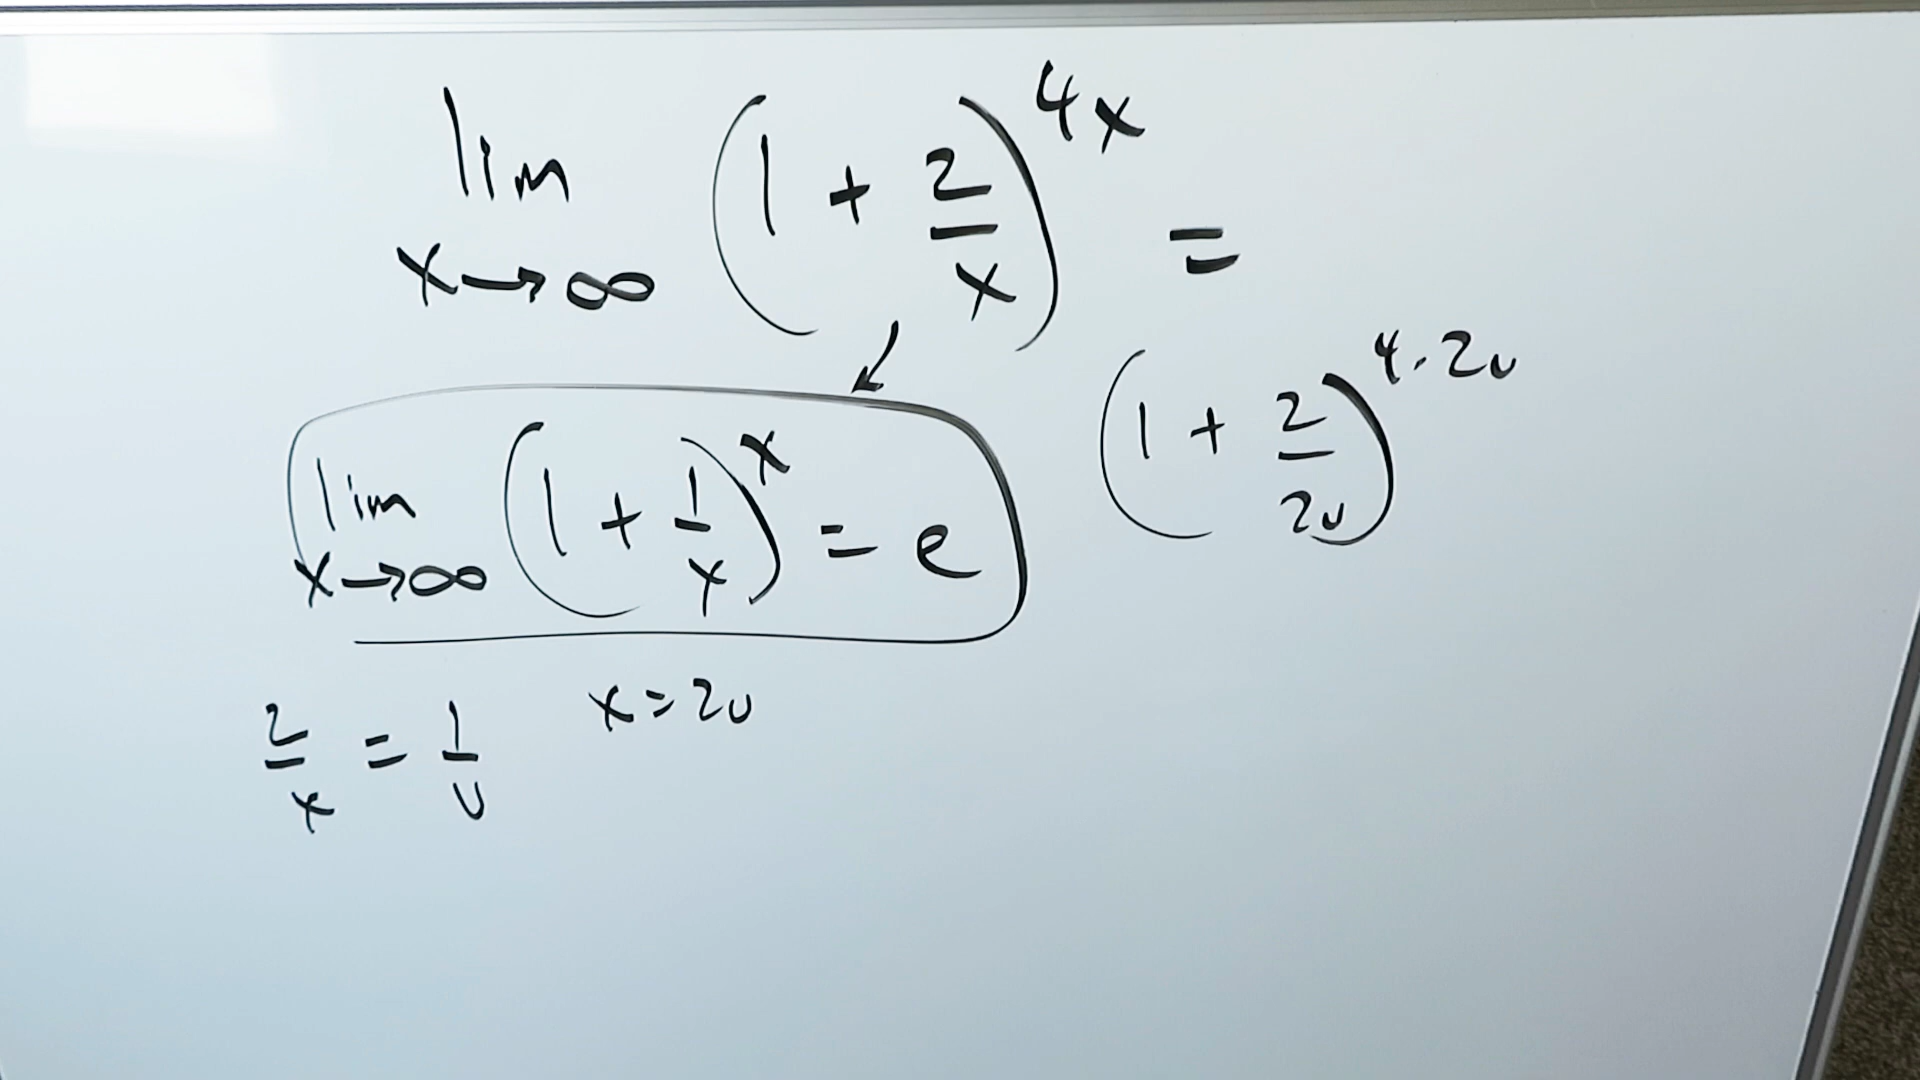 lim x→∞ (1 + 2/x)^4x =
(1 + 2/2u)^4·2u
lim x→∞ (1 + 1/x)^x = e
2/x = 1/u
x = 2u